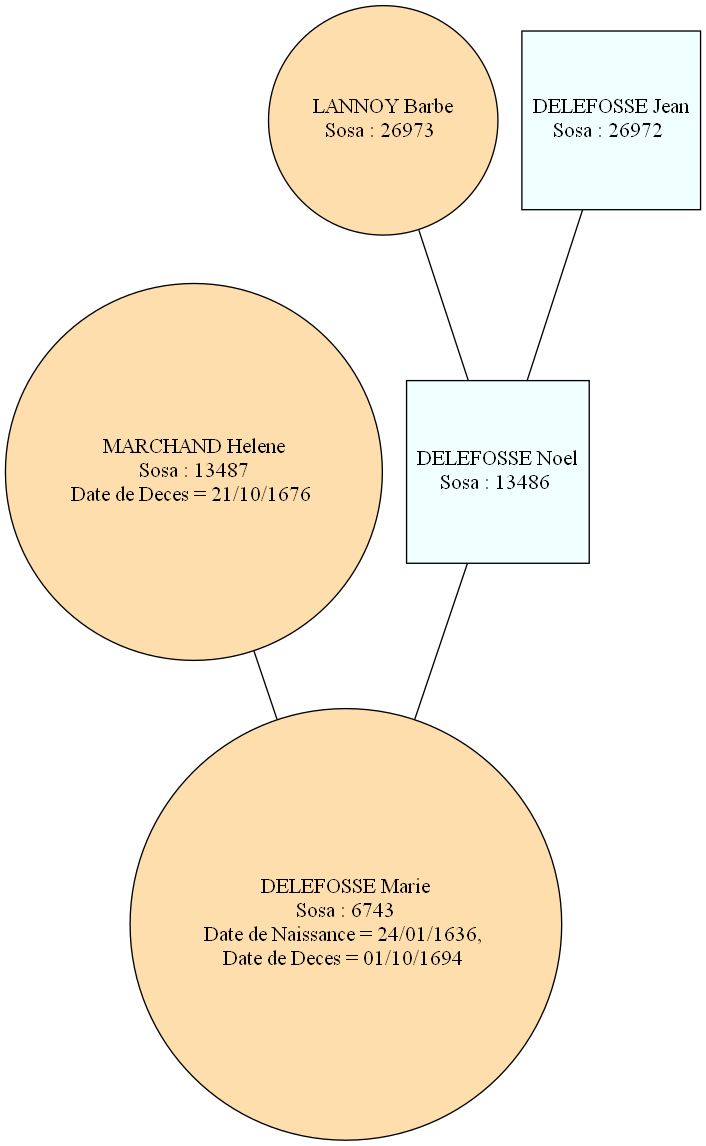 LANNOY Barbe
Sosa : 26973
DELEFOSSE Jean
Sosa : 26972
MARCHAND Helene
Sosa : 13487
Date de Deces = 21/10/1676
DELEFOSSE Noel
Sosa : 13486
DELEFOSSE Marie
Sosa : 6743
Date de Naissance = 24/01/1636,
Date de Deces = 01/10/1694